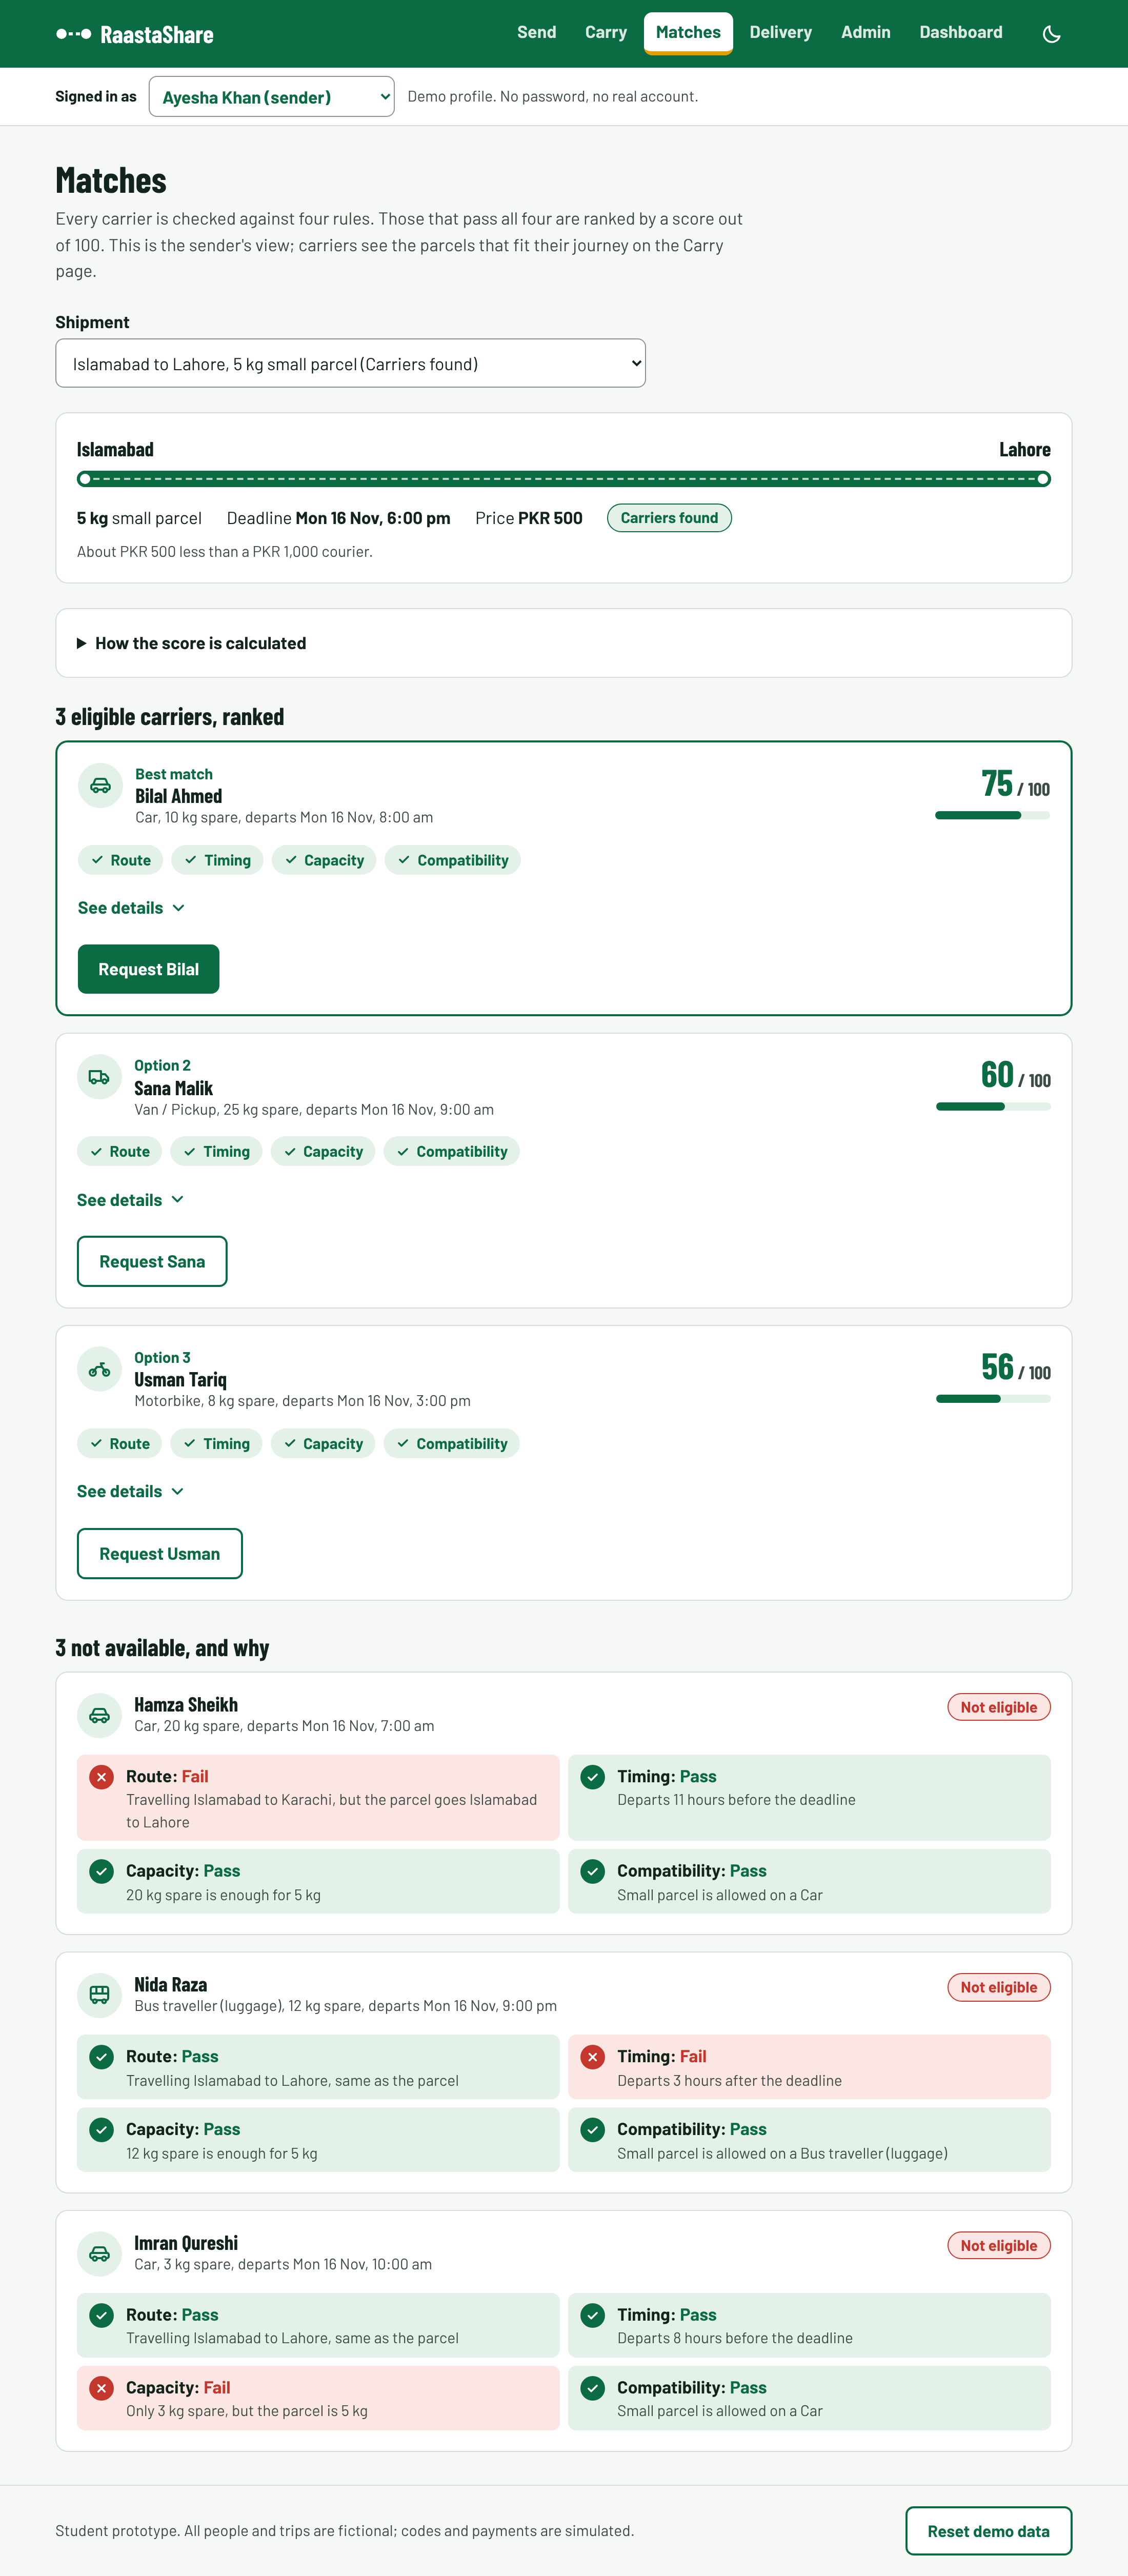 RaastaShare
Send Carry Matches Delivery Admin Dashboard
Signed in as Ayesha Khan (sender) Demo profile. No password, no real account.
Matches
Every carrier is checked against four rules. Those that pass all four are ranked by a score out
of 100. This is the sender's view; carriers see the parcels that fit their journey on the Carry
page.
Shipment
Islamabad to Lahore, 5 kg small parcel (Carriers found)
Islamabad Lahore
5 kg small parcel Deadline Mon 16 Nov, 6:00 pm Price PKR 500 Carriers found
About PKR 500 less than a PKR 1,000 courier.
How the score is calculated
3 eligible carriers, ranked
Best match
Bilal Ahmed
Car, 10 kg spare, departs Mon 16 Nov, 8:00 am
75 / 100
Route Timing Capacity Compatibility
See details
Request Bilal
Option 2
Sana Malik
Van / Pickup, 25 kg spare, departs Mon 16 Nov, 9:00 am
60 / 100
Route Timing Capacity Compatibility
See details
Request Sana
Option 3
Usman Tariq
Motorbike, 8 kg spare, departs Mon 16 Nov, 3:00 pm
56 / 100
Route Timing Capacity Compatibility
See details
Request Usman
3 not available, and why
Hamza Sheikh
Car, 20 kg spare, departs Mon 16 Nov, 7:00 am
Not eligible
Route: Fail
Travelling Islamabad to Karachi, but the parcel goes Islamabad
to Lahore
Timing: Pass
Departs 11 hours before the deadline
Capacity: Pass
20 kg spare is enough for 5 kg
Compatibility: Pass
Small parcel is allowed on a Car
Nida Raza
Bus traveller (luggage), 12 kg spare, departs Mon 16 Nov, 9:00 pm
Not eligible
Route: Pass
Travelling Islamabad to Lahore, same as the parcel
Timing: Fail
Departs 3 hours after the deadline
Capacity: Pass
12 kg spare is enough for 5 kg
Compatibility: Pass
Small parcel is allowed on a Bus traveller (luggage)
Imran Qureshi
Car, 3 kg spare, departs Mon 16 Nov, 10:00 am
Not eligible
Route: Pass
Travelling Islamabad to Lahore, same as the parcel
Timing: Pass
Departs 8 hours before the deadline
Capacity: Fail
Only 3 kg spare, but the parcel is 5 kg
Compatibility: Pass
Small parcel is allowed on a Car
Student prototype. All people and trips are fictional; codes and payments are simulated.
Reset demo data